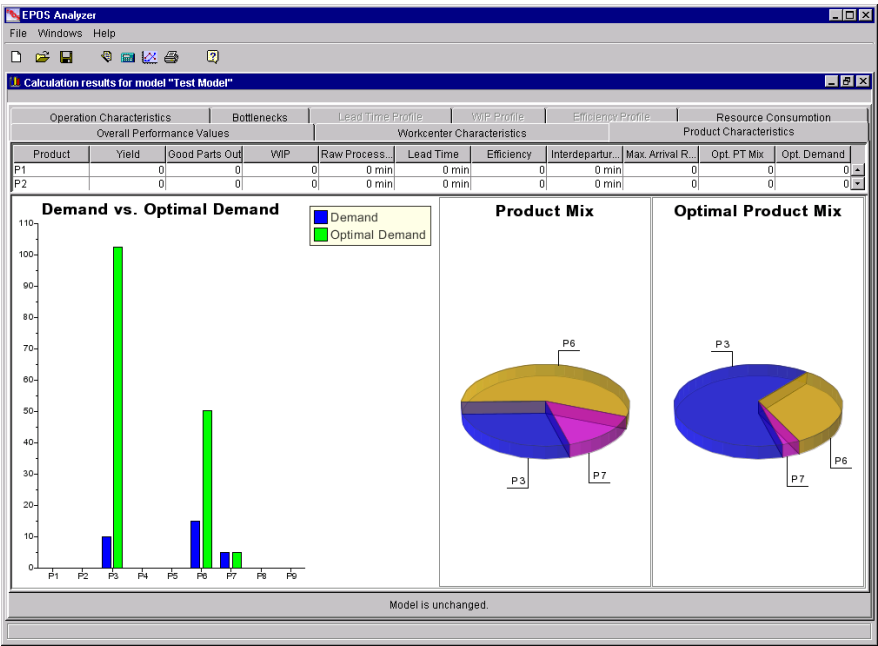 EPOS Analyzer
File Windows Help
Calculation results for model "Test Model"
Operation Characteristics Bottlenecks Lead Time Profile WIP Profile Efficiency Profile Resource Consumption
Overall Performance Values Workcenter Characteristics Product Characteristics
Product Yield Good Parts Out WIP Raw Process... Lead Time Efficiency Interdepartur... Max. Arrival R... Opt. PT Mix Opt. Demand
P1 0 0 0 0 min 0 min 0 0 min 0 0 0
P2 0 0 0 0 min 0 min 0 0 min 0 0 0
Demand vs. Optimal Demand
Demand
Optimal Demand
110
100
90
80
70
60
50
40
30
20
10
0
P1 P2 P3 P4 P5 P6 P7 P8 P9
Product Mix
P6
P3
P7
Optimal Product Mix
P3
P6
P7
Model is unchanged.